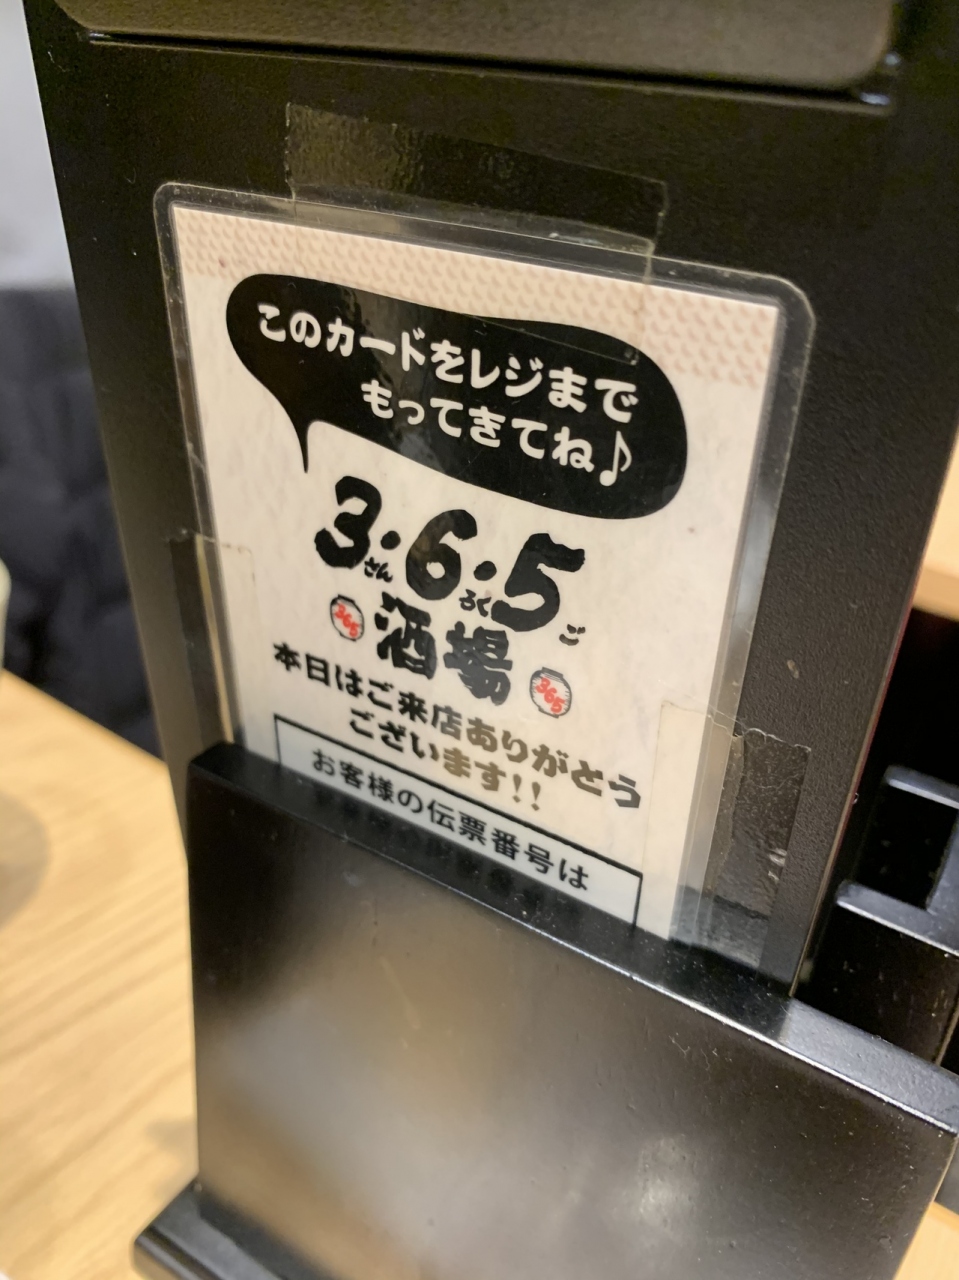 このカードをレジまで
もってきてね♪
3・6・5
さん ろく ご
365 酒場 365
本日はご来店ありがとう
ございます!!
お客様の伝票番号は